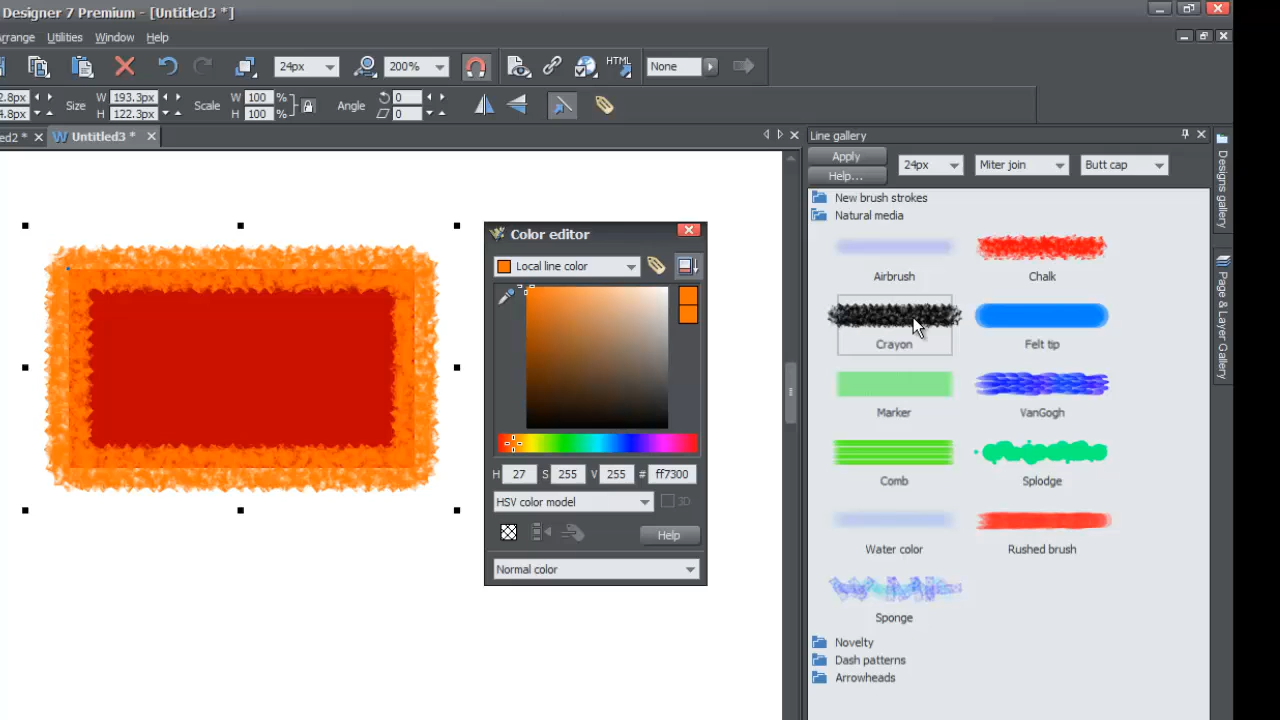 Designer 7 Premium - [Untitled3 *]
Arrange Utilities Window Help
24px 200% HTML None
2.8px W 193.3px W 100 % 0
Size Scale Angle
4.8px H 122.3px H 100 % 0
ed2 * Untitled3 *
Line gallery
Apply 24px Miter join Butt cap
Help...
New brush strokes
Natural media
Airbrush Chalk
Crayon Felt tip
Marker VanGogh
Comb Splodge
Water color Rushed brush
Sponge
Novelty
Dash patterns
Arrowheads
Designs gallery
Page & Layer Gallery
Color editor
Local line color
H 27 S 255 V 255 # ff7300
HSV color model 3D
Help
Normal color